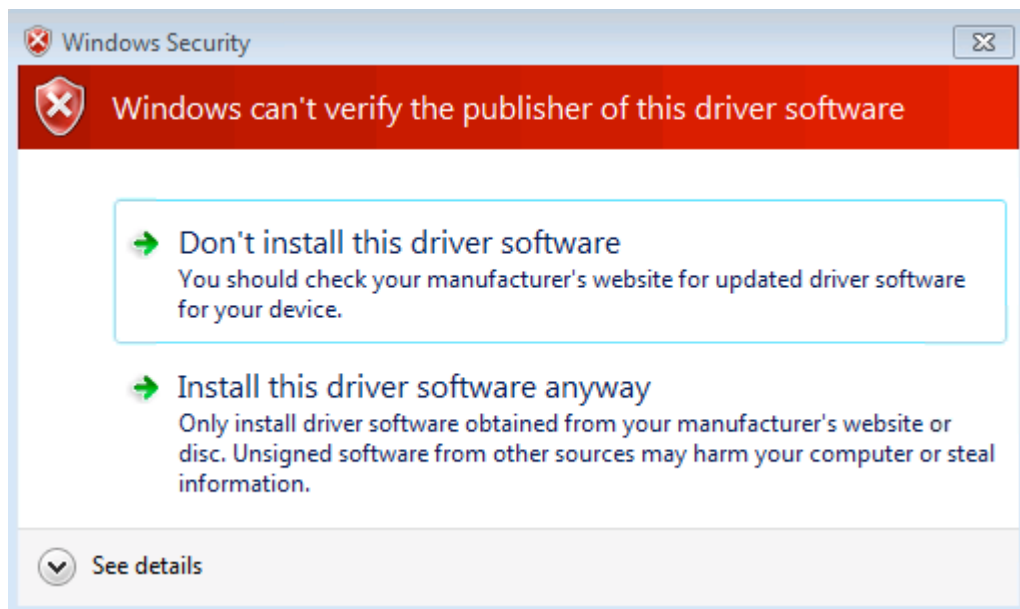 Windows Security
Windows can't verify the publisher of this driver software
Don't install this driver software
You should check your manufacturer's website for updated driver software
for your device.
Install this driver software anyway
Only install driver software obtained from your manufacturer's website or
disc. Unsigned software from other sources may harm your computer or steal
information.
See details